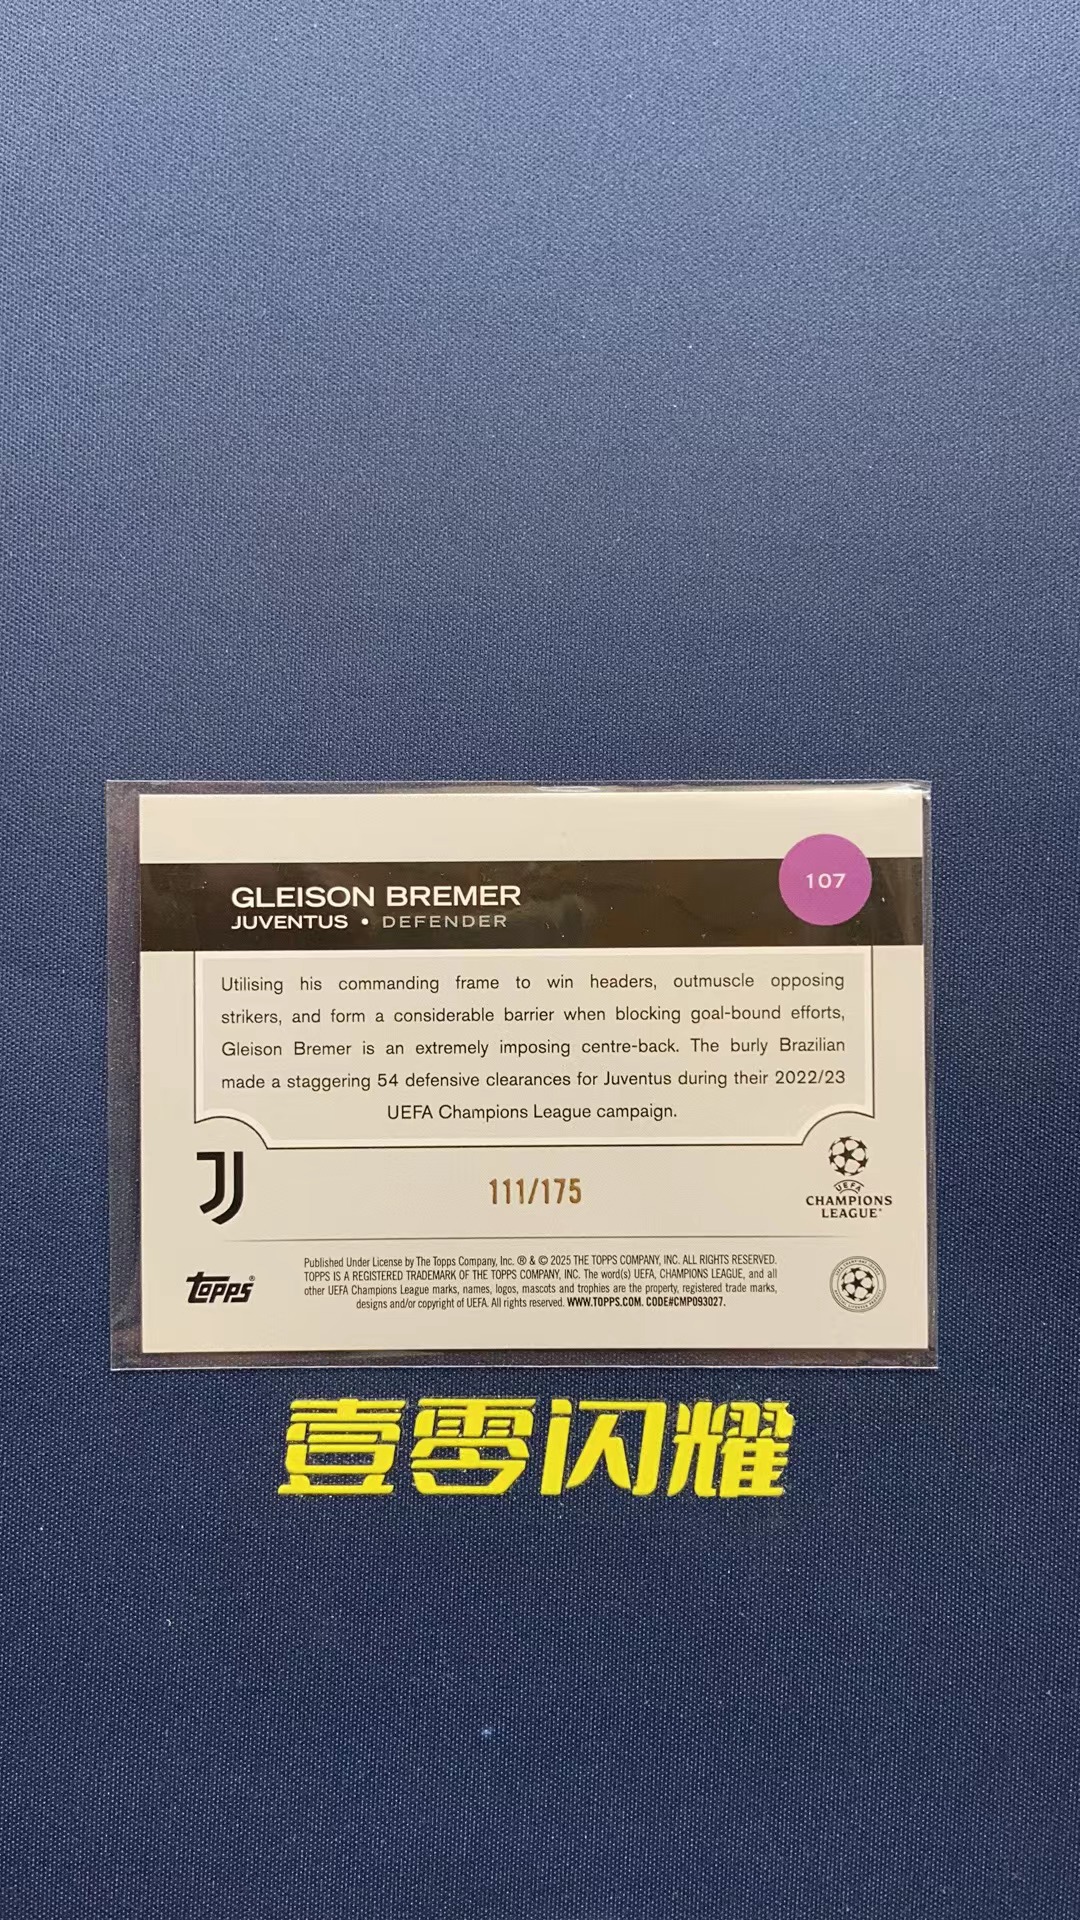 107
GLEISON BREMER
JUVENTUS • DEFENDER
Utilising his commanding frame to win headers, outmuscle opposing
strikers, and form a considerable barrier when blocking goal-bound efforts,
Gleison Bremer is an extremely imposing centre-back. The burly Brazilian
made a staggering 54 defensive clearances for Juventus during their 2022/23
UEFA Champions League campaign.
111/175
UEFA
CHAMPIONS
LEAGUE
Published Under License by The Topps Company, Inc. ® & © 2025 THE TOPPS COMPANY, INC. ALL RIGHTS RESERVED.
TOPPS IS A REGISTERED TRADEMARK OF THE TOPPS COMPANY, INC. The word(s) UEFA, CHAMPIONS LEAGUE, and all
other UEFA Champions League marks, names, logos, mascots and trophies are the property, registered trade marks,
designs and/or copyright of UEFA. All rights reserved. WWW.TOPPS.COM. CODE#CMP093027.
topps®
壹零闪耀